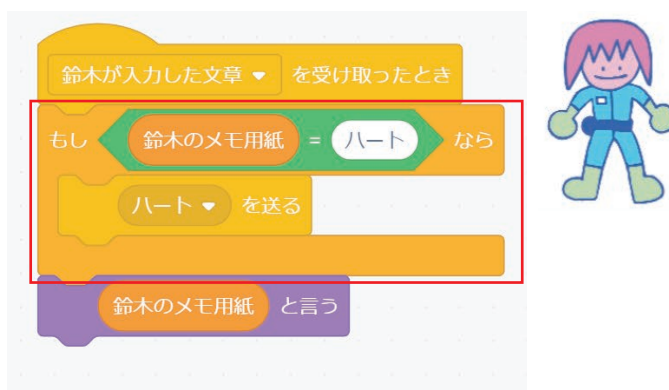 鈴木が入力した文章 を受け取ったとき
もし 鈴木のメモ用紙 = ハート なら
ハート を送る
鈴木のメモ用紙 と言う